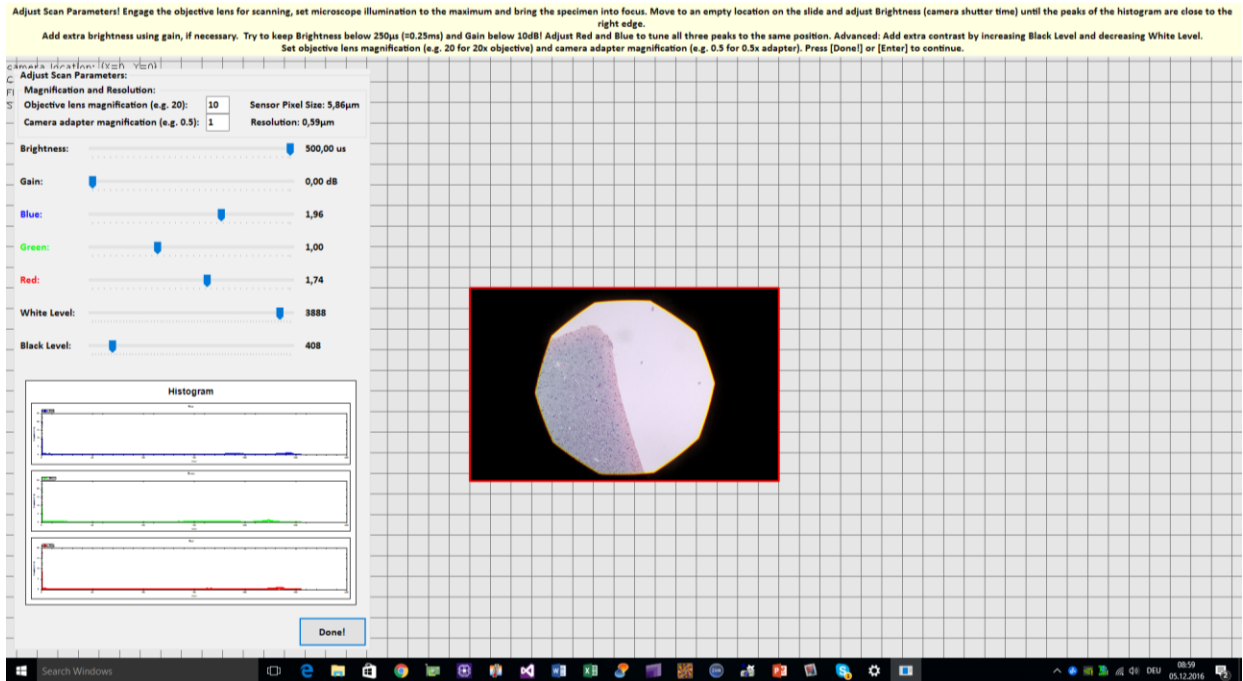 Adjust Scan Parameters! Engage the objective lens for scanning, set microscope illumination to the maximum and bring the specimen into focus. Move to an empty location on the slide and adjust Brightness (camera shutter time) until the peaks of the histogram are close to the
right edge.
Add extra brightness using gain, if necessary. Try to keep Brightness below 250µs (=0.25ms) and Gain below 10dB! Adjust Red and Blue to tune all three peaks to the same position. Advanced: Add extra contrast by increasing Black Level and decreasing White Level.
Set objective lens magnification (e.g. 20 for 20x objective) and camera adapter magnification (e.g. 0.5 for 0.5x adapter). Press [Done!] or [Enter] to continue.
Adjust Scan Parameters:
Magnification and Resolution:
Objective lens magnification (e.g. 20): 10 Sensor Pixel Size: 5,86µm
Camera adapter magnification (e.g. 0.5): 1 Resolution: 0,59µm
Brightness: 500,00 us
Gain: 0,00 dB
Blue: 1,96
Green: 1,00
Red: 1,74
White Level: 3888
Black Level: 408
Histogram
Done!
Search Windows
DEU
08:59
05.12.2016